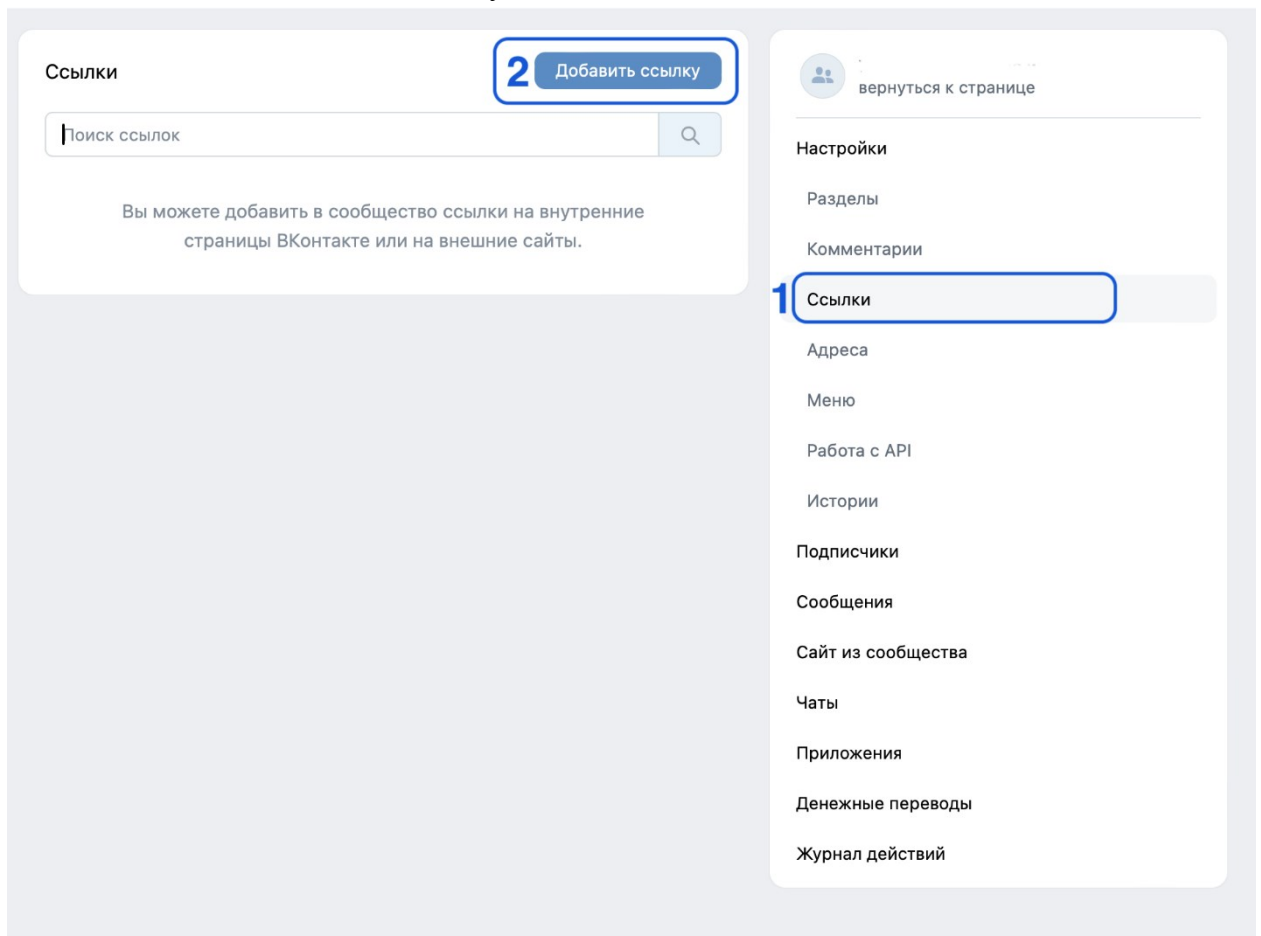 Ссылки
2
Добавить ссылку
Поиск ссылок
Вы можете добавить в сообщество ссылки на внутренние
страницы ВКонтакте или на внешние сайты.
вернуться к странице
Настройки
Разделы
Комментарии
1
Ссылки
Адреса
Меню
Работа с API
Истории
Подписчики
Сообщения
Сайт из сообщества
Чаты
Приложения
Денежные переводы
Журнал действий